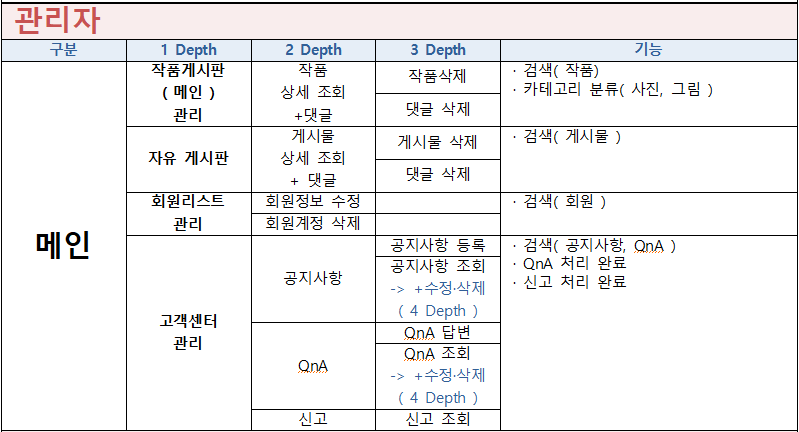 관리자
구분 1 Depth 2 Depth 3 Depth 기능
메인
작품게시판
( 메인 )
관리
작품
상세 조회
+댓글
작품삭제
댓글 삭제
· 검색( 작품)
· 카테고리 분류( 사진, 그림 )
자유 게시판
게시물
상세 조회
+ 댓글
게시물 삭제
댓글 삭제
· 검색( 게시물 )
회원리스트
관리
회원정보 수정
회원계정 삭제
· 검색( 회원 )
고객센터
관리
공지사항
공지사항 등록
공지사항 조회
-> +수정·삭제
( 4 Depth )
QnA
QnA 답변
QnA 조회
-> +수정·삭제
( 4 Depth )
신고
신고 조회
· 검색( 공지사항, QnA )
· QnA 처리 완료
· 신고 처리 완료